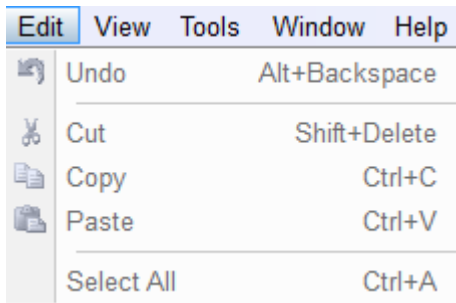 Edit View Tools Window Help
Undo Alt+Backspace
Cut Shift+Delete
Copy Ctrl+C
Paste Ctrl+V
Select All Ctrl+A